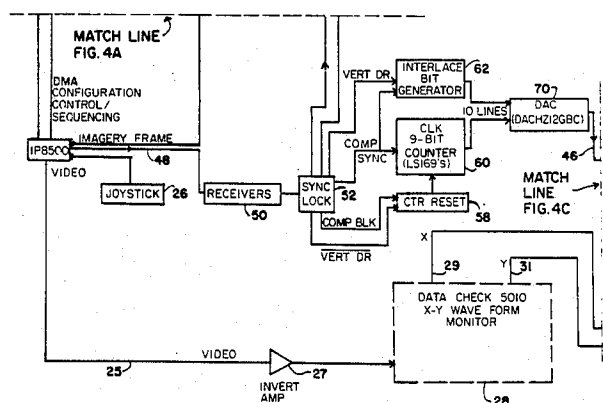 MATCH LINE
FIG. 4A
DMA
CONFIGURATION
CONTROL/
SEQUENCING
IP8500
IMAGERY FRAME
48
VIDEO
JOYSTICK
26
RECEIVERS
50
SYNC
LOCK
52
VERT DR
COMP
SYNC
COMP BLK
VERT DR
INTERLACE
BIT
GENERATOR
62
CLK
9-BIT
COUNTER
(LS169'S)
60
CTR RESET
58
10 LINES
70
DAC
(DACHZ12GBC)
46
MATCH
LINE
FIG. 4C
X
29
Y
31
DATA CHECK 5010
X-Y WAVE FORM
MONITOR
28
25
VIDEO
27
INVERT
AMP